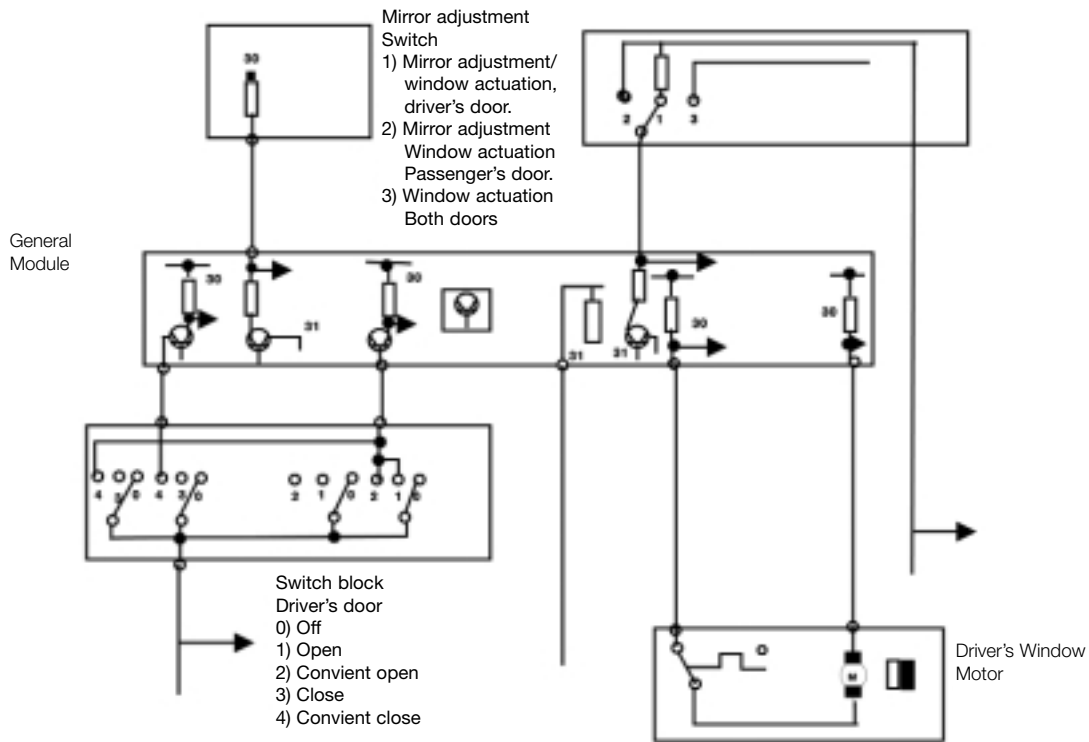 Mirror adjustment
Switch
1) Mirror adjustment/
window actuation,
driver's door.
2) Mirror adjustment
Window actuation
Passenger's door.
3) Window actuation
Both doors
30
2 1 3
General
Module
30
31
30
31
31
30
30
4 5 0 4 3 0 2 1 0 2 1 0
Switch block
Driver's door
0) Off
1) Open
2) Convient open
3) Close
4) Convient close
M
Driver's Window
Motor